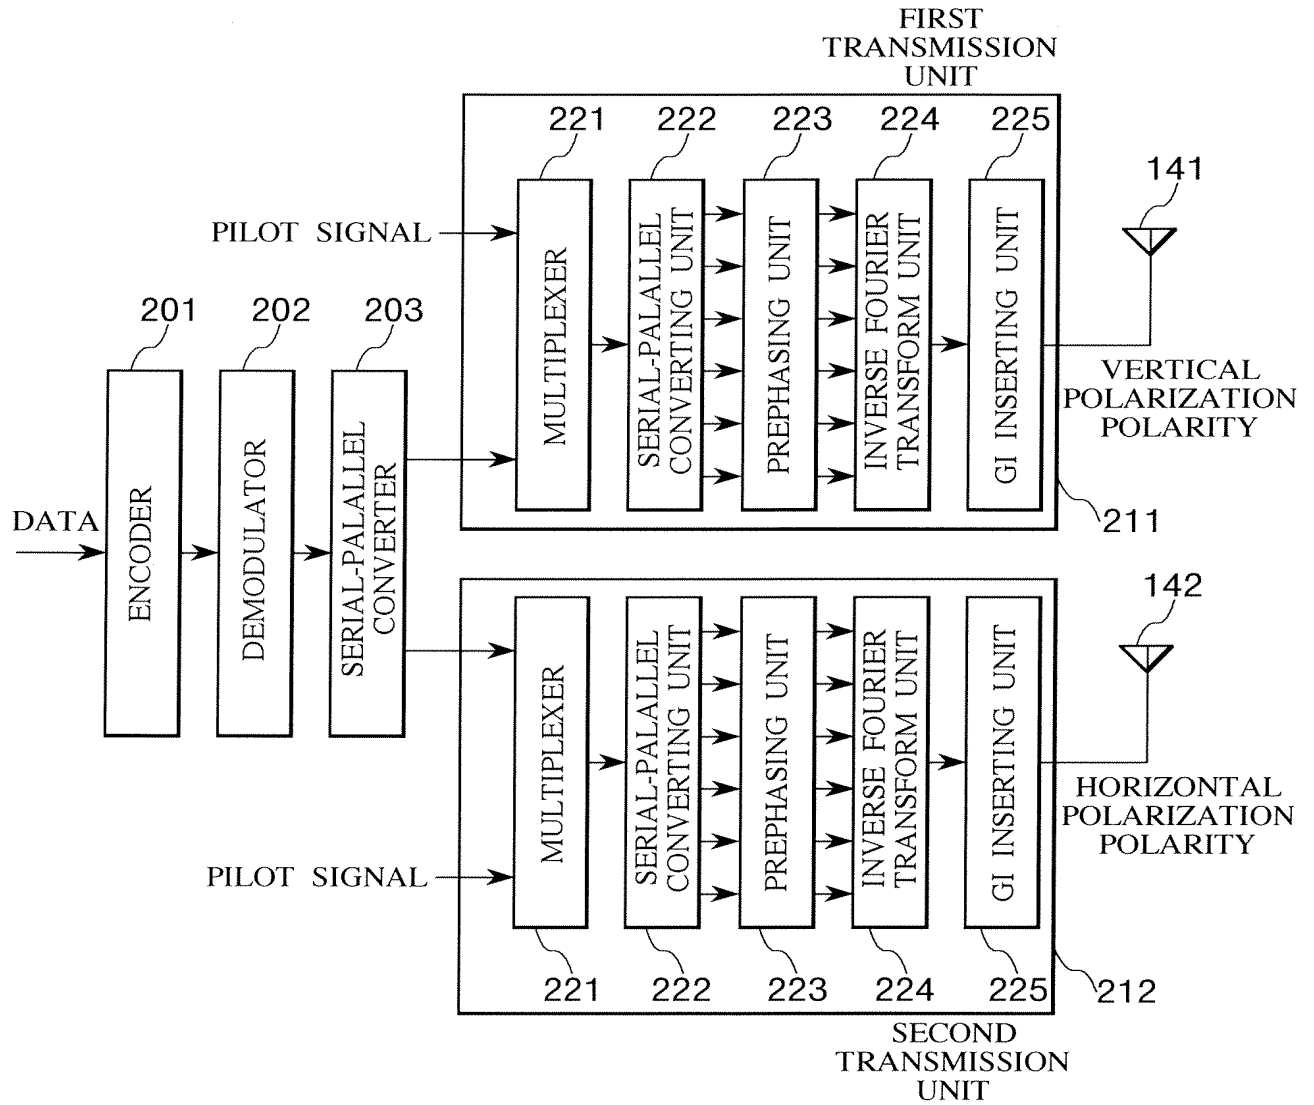 FIRST
TRANSMISSION
UNIT
221
222
223
224
225
141
PILOT SIGNAL
MULTIPLEXER
SERIAL-PALALLEL
CONVERTING UNIT
PREPHASING UNIT
INVERSE FOURIER
TRANSFORM UNIT
GI INSERTING UNIT
VERTICAL
POLARIZATION
POLARITY
211
201
202
203
DATA
ENCODER
DEMODULATOR
SERIAL-PALALLEL
CONVERTER
142
MULTIPLEXER
SERIAL-PALALLEL
CONVERTING UNIT
PREPHASING UNIT
INVERSE FOURIER
TRANSFORM UNIT
GI INSERTING UNIT
HORIZONTAL
POLARIZATION
POLARITY
PILOT SIGNAL
221
222
223
224
225
212
SECOND
TRANSMISSION
UNIT